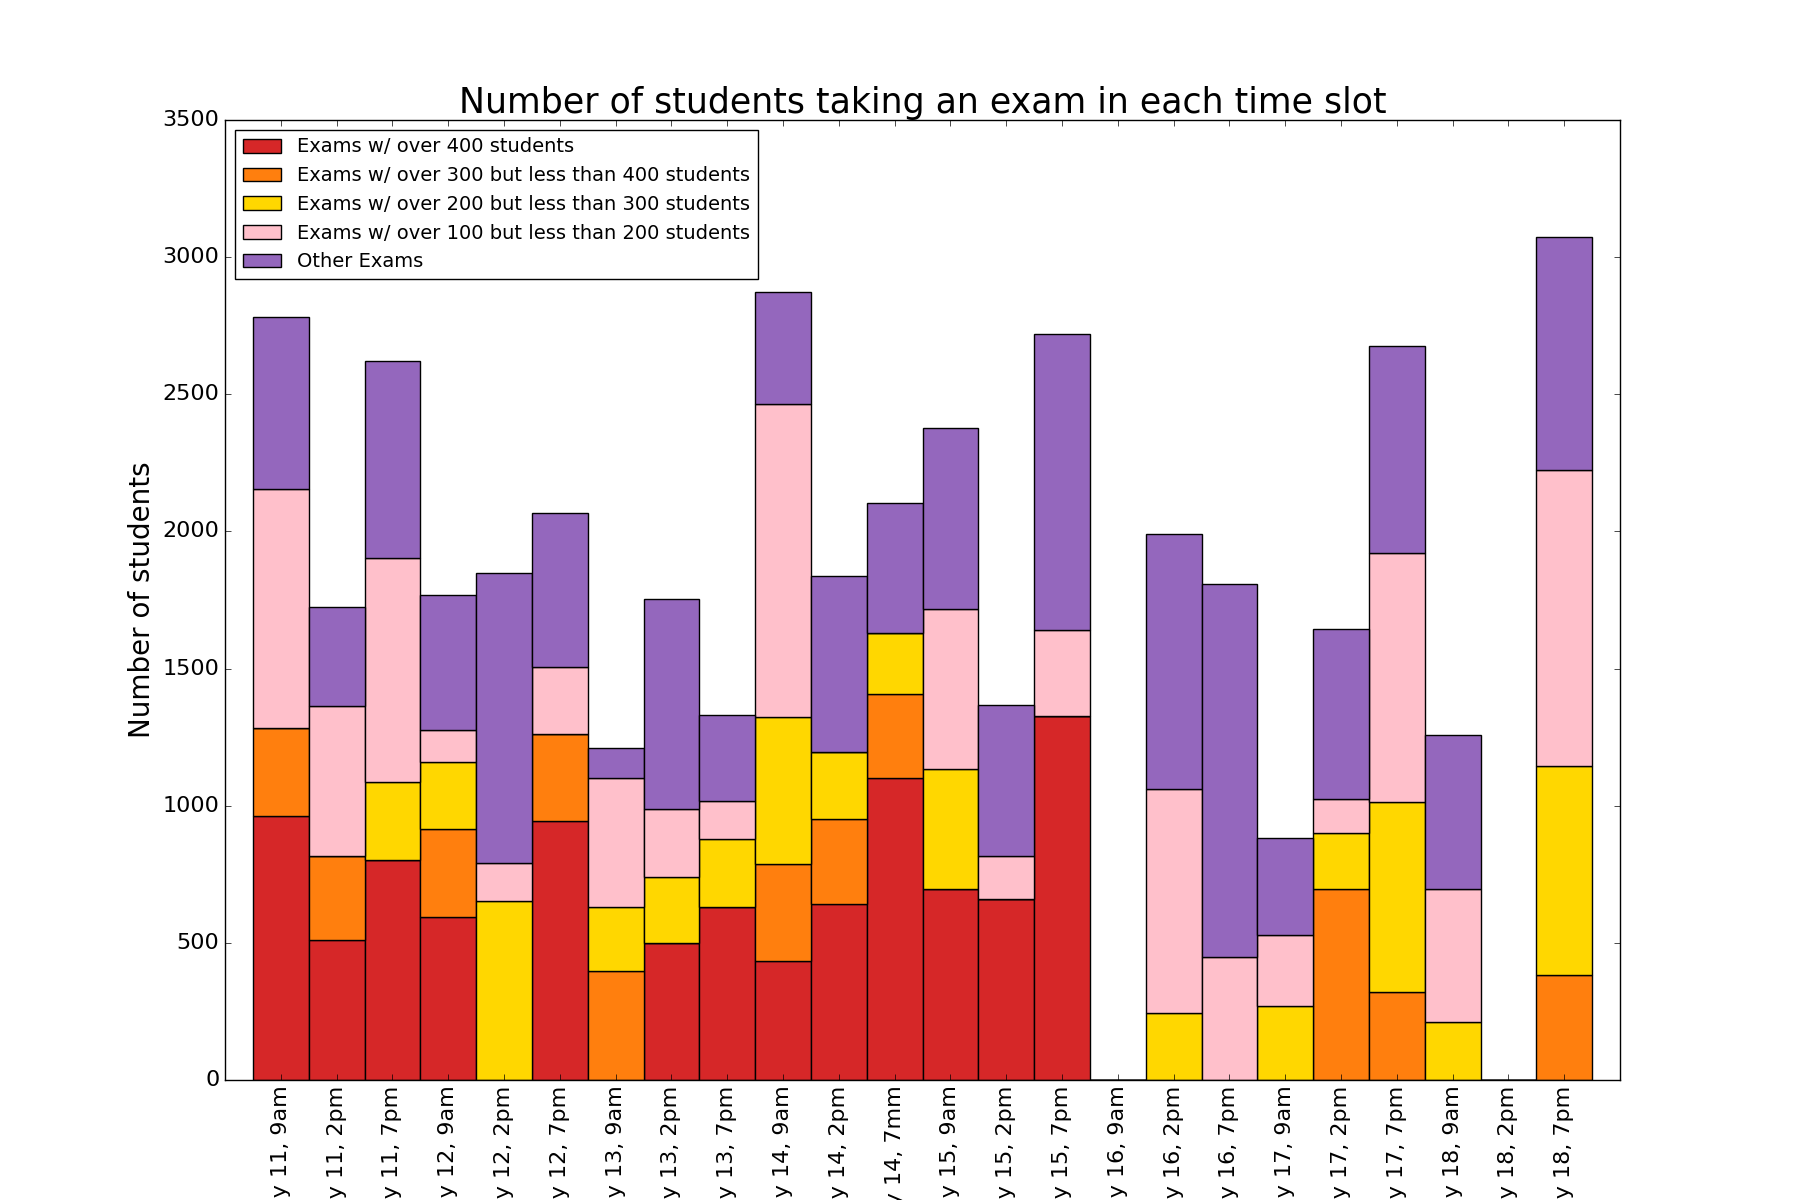 Number of students taking an exam in each time slot
Exams w/ over 400 students
Exams w/ over 300 but less than 400 students
Exams w/ over 200 but less than 300 students
Exams w/ over 100 but less than 200 students
Other Exams
Number of students
3500
3000
2500
2000
1500
1000
500
0
y 11, 9am
y 11, 2pm
y 11, 7pm
y 12, 9am
y 12, 2pm
y 12, 7pm
y 13, 9am
y 13, 2pm
y 13, 7pm
y 14, 9am
y 14, 2pm
y 14, 7mm
y 15, 9am
y 15, 2pm
y 15, 7pm
y 16, 9am
y 16, 2pm
y 16, 7pm
y 17, 9am
y 17, 2pm
y 17, 7pm
y 18, 9am
y 18, 2pm
y 18, 7pm